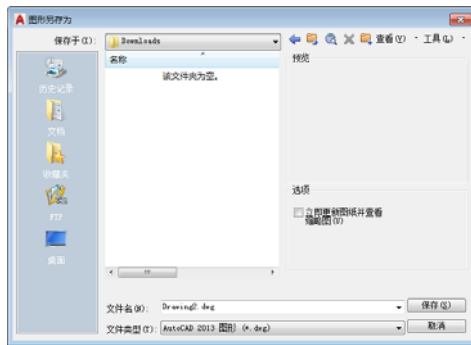 图形另存为
保存于(I):
Downloads
查看(V)
工具(L)
名称
该文件夹为空。
预览
历史记录
文档
收藏夹
FTP
桌面
选项
立即更新图纸并查看
缩略图(U)
文件名(N):
Drawing2.dwg
保存(S)
文件类型(T):
AutoCAD 2013 图形 (*.dwg)
取消